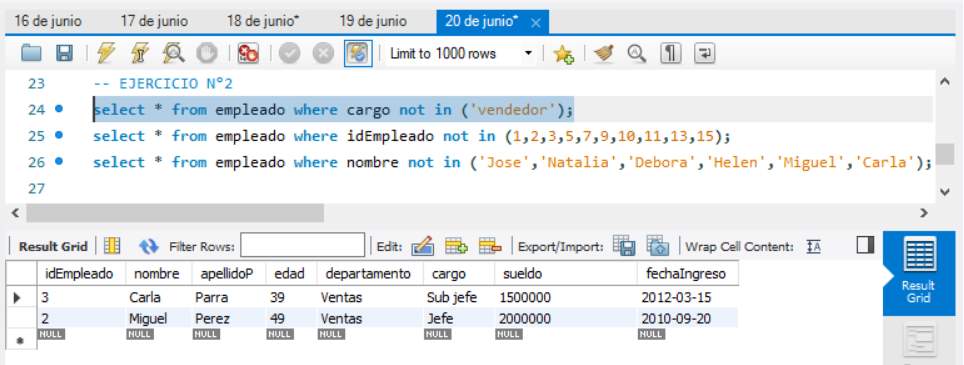 16 de junio 17 de junio 18 de junio* 19 de junio 20 de junio* ×
Limit to 1000 rows
23 -- EJERCICIO N°2
24 select * from empleado where cargo not in ('vendedor');
25 select * from empleado where idEmpleado not in (1,2,3,5,7,9,10,11,13,15);
26 select * from empleado where nombre not in ('Jose','Natalia','Debora','Helen','Miguel','Carla');
27
Result Grid Filter Rows: Edit: Export/Import: Wrap Cell Content: IA
Result Grid
idEmpleado nombre apellidoP edad departamento cargo sueldo fechaIngreso
3 Carla Parra 39 Ventas Sub jefe 1500000 2012-03-15
2 Miguel Perez 49 Ventas Jefe 2000000 2010-09-20
NULL NULL NULL NULL NULL NULL NULL NULL